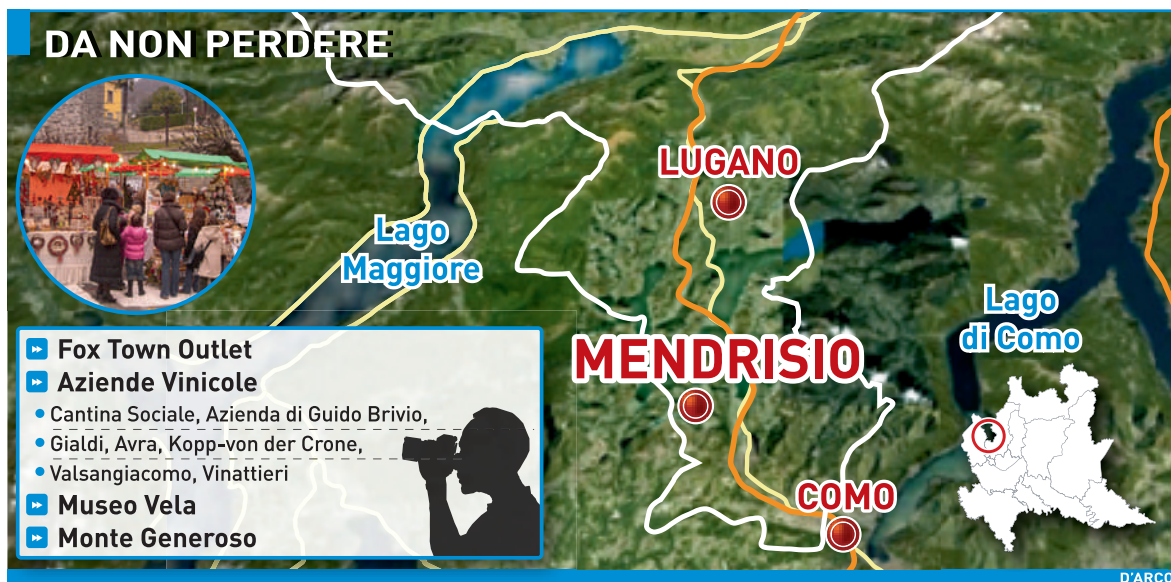 DA NON PERDERE
LUGANO
Lago
Maggiore
Lago
di Como
MENDRISIO
COMO
Fox Town Outlet
Aziende Vinicole
Cantina Sociale, Azienda di Guido Brivio,
Gialdi, Avra, Kopp-von der Crone,
Valsangiacomo, Vinattieri
Museo Vela
Monte Generoso
D'ARCO